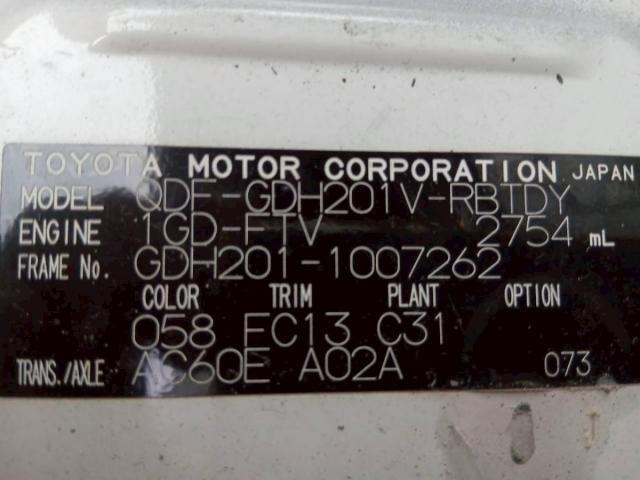 TOYOTA MOTOR CORPORATION JAPAN
MODEL QDF-GDH201V-RBTDY
ENGINE 1GD-FTV 2754 mL
FRAME No. GDH201-1007262
COLOR TRIM PLANT OPTION
058 FC13 C31
TRANS./AXLE AC60E A02A 073